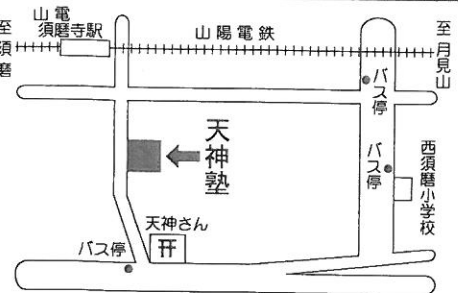 至須磨
山電
須磨寺駅
山陽電鉄
至月見山
バス停
天神塾
バス停
西須磨小学校
天神さん
バス停